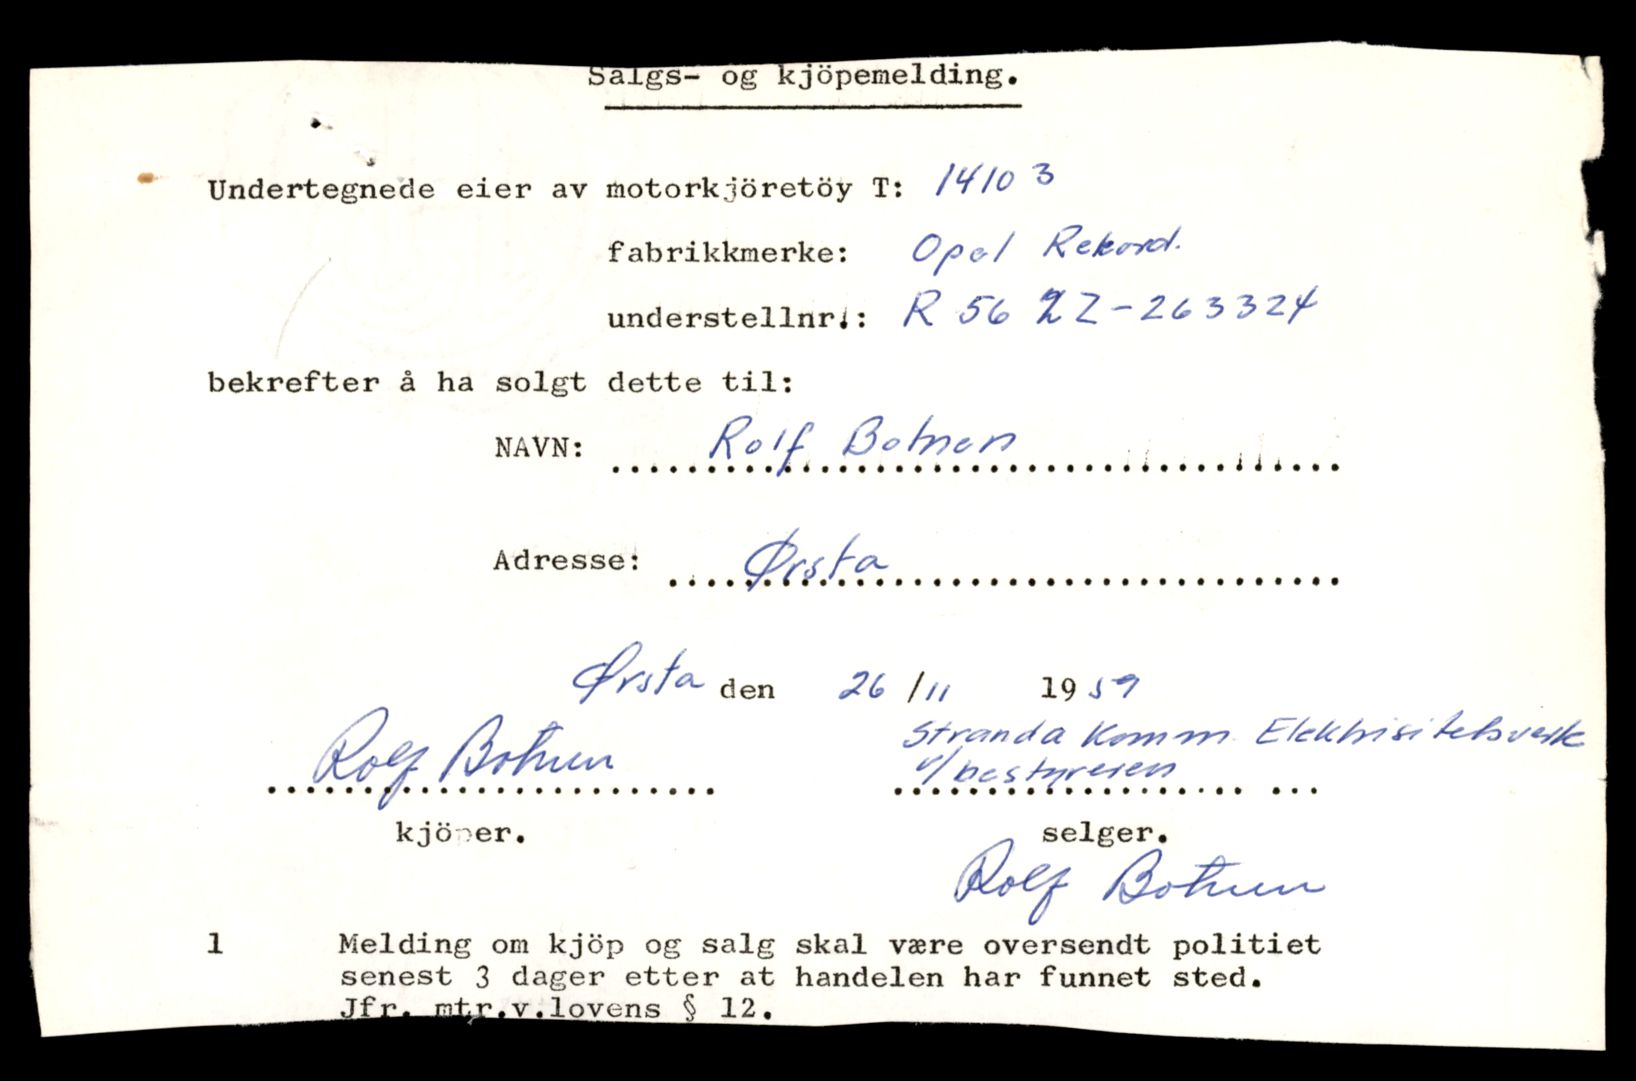 Salgs- og kjöpemelding.
Undertegnede eier av motorkjöretöy T: 14103
fabrikkmerke: Opel Rekord.
understellnr.: R 56 2Z-263324
bekrefter å ha solgt dette til:
NAVN: Rolf Botnen
Adresse: Ørsta
Ørsta den 26/11 1959
Stranda Komm Elektrisitetsverk
Rolf Botnen v/bestyreren
kjöper. selger.
Rolf Botnen
1 Melding om kjöp og salg skal være oversendt politiet
senest 3 dager etter at handelen har funnet sted.
Jfr. mtr.v.lovens § 12.